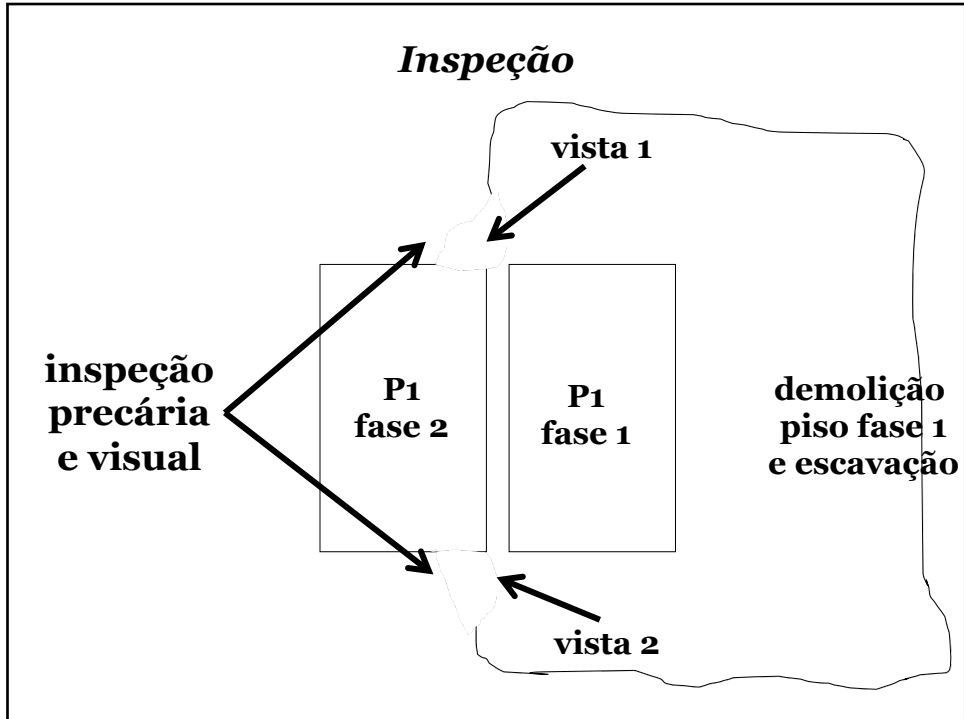 Inspeção
vista 1
inspeção
precária
e visual
P1
fase 2
P1
fase 1
demolição
piso fase 1
e escavação
vista 2